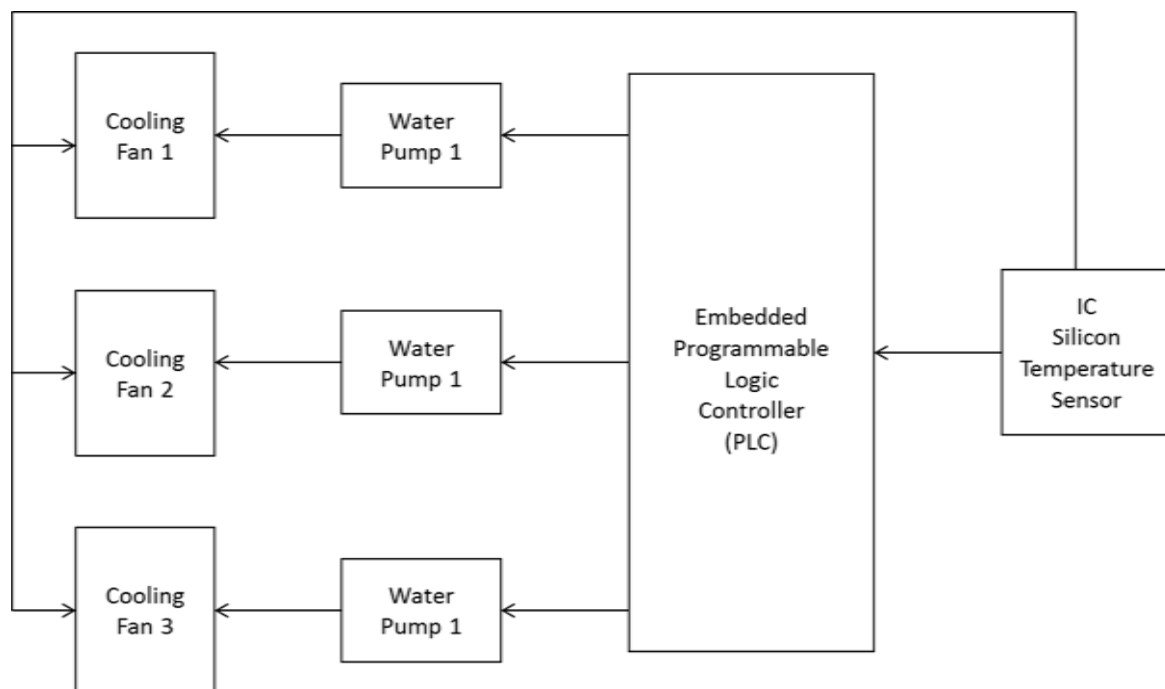 Cooling
Fan 1
Water
Pump 1
Cooling
Fan 2
Water
Pump 1
Cooling
Fan 3
Water
Pump 1
Embedded
Programmable
Logic
Controller
(PLC)
IC
Silicon
Temperature
Sensor